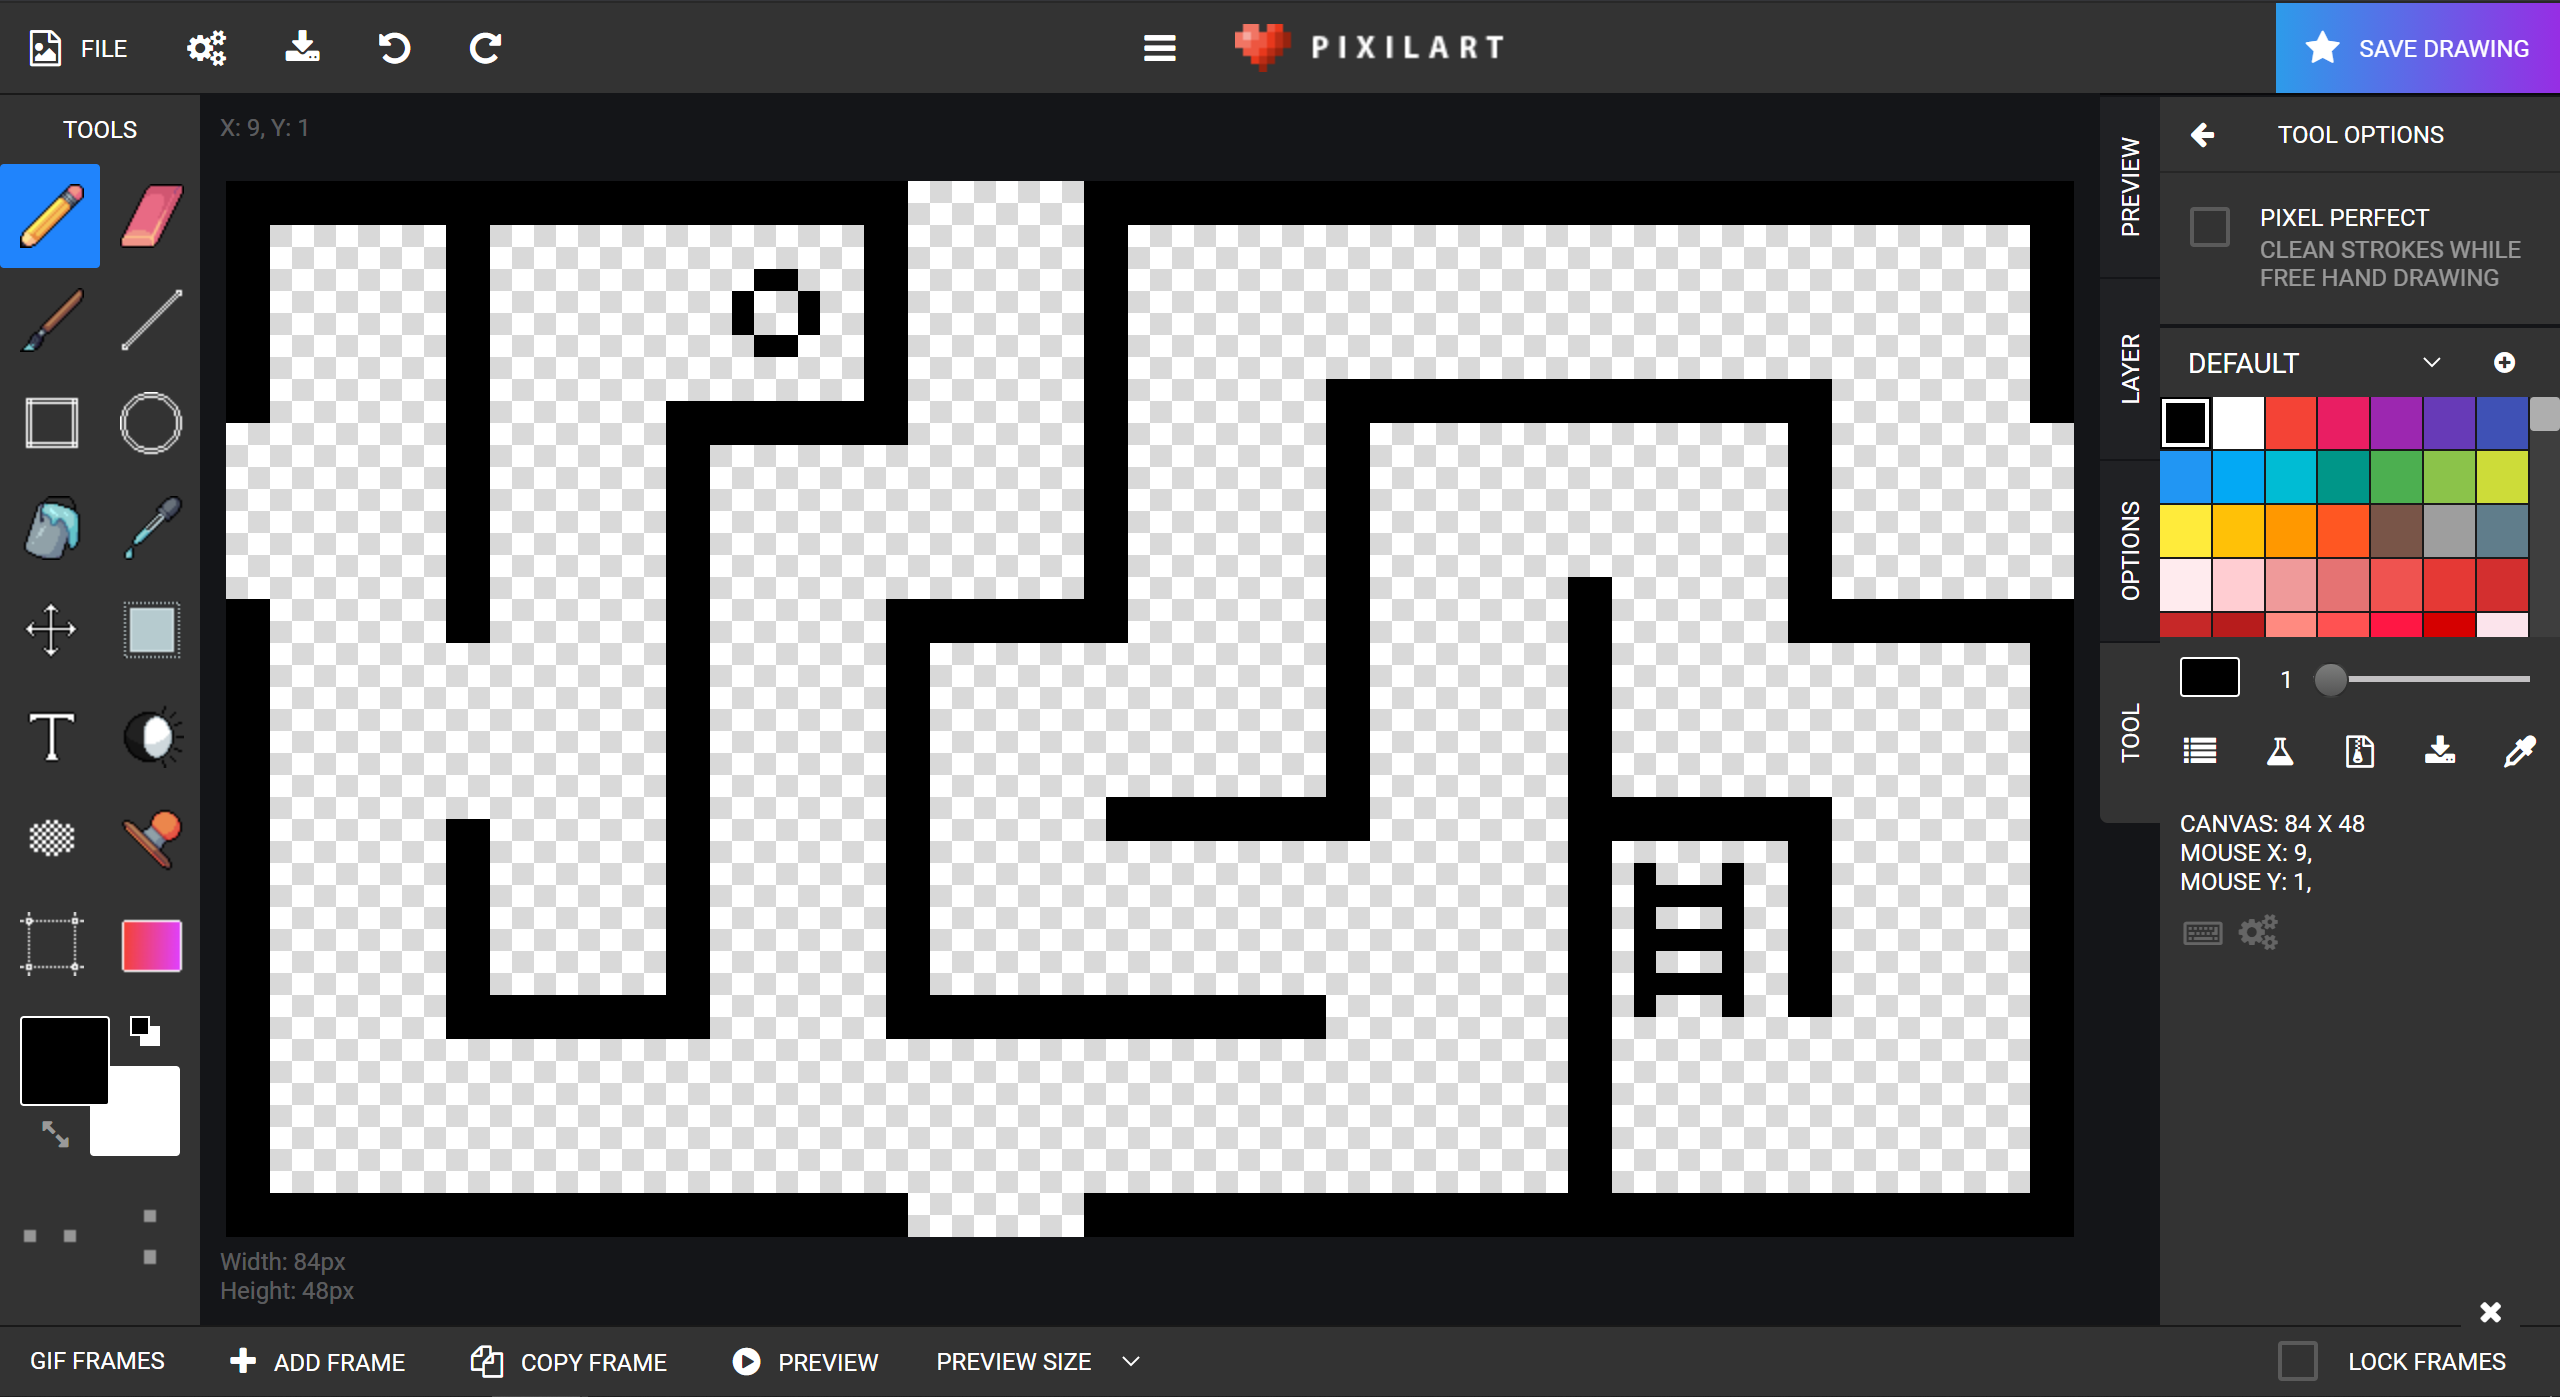 FILE
PIXILART
SAVE DRAWING
TOOLS
X: 9, Y: 1
PREVIEW
LAYER
OPTIONS
TOOL
TOOL OPTIONS
PIXEL PERFECT
CLEAN STROKES WHILE
FREE HAND DRAWING
DEFAULT
1
CANVAS: 84 X 48
MOUSE X: 9,
MOUSE Y: 1,
Width: 84px
Height: 48px
GIF FRAMES
ADD FRAME
COPY FRAME
PREVIEW
PREVIEW SIZE
LOCK FRAMES